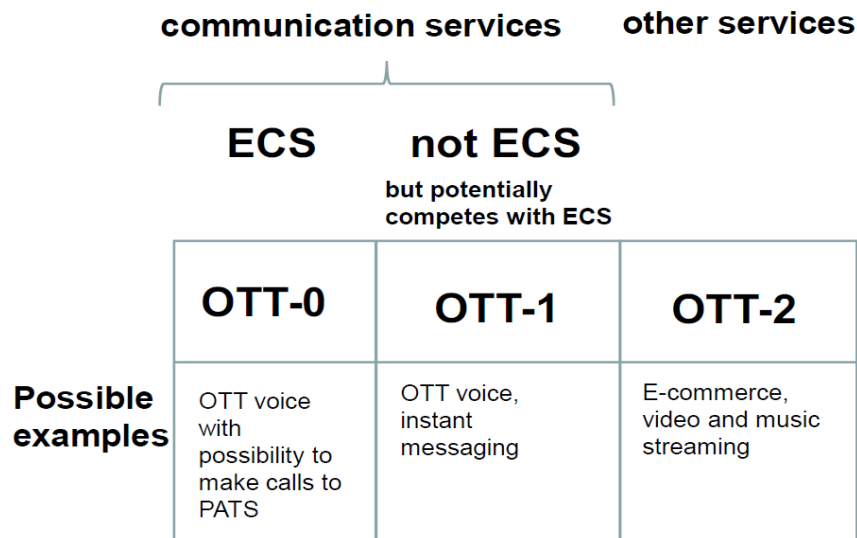 communication services
other services
ECS
not ECS
but potentially
competes with ECS
OTT-0
OTT-1
OTT-2
Possible
examples
OTT voice
with
possibility to
make calls to
PATS
OTT voice,
instant
messaging
E-commerce,
video and music
streaming